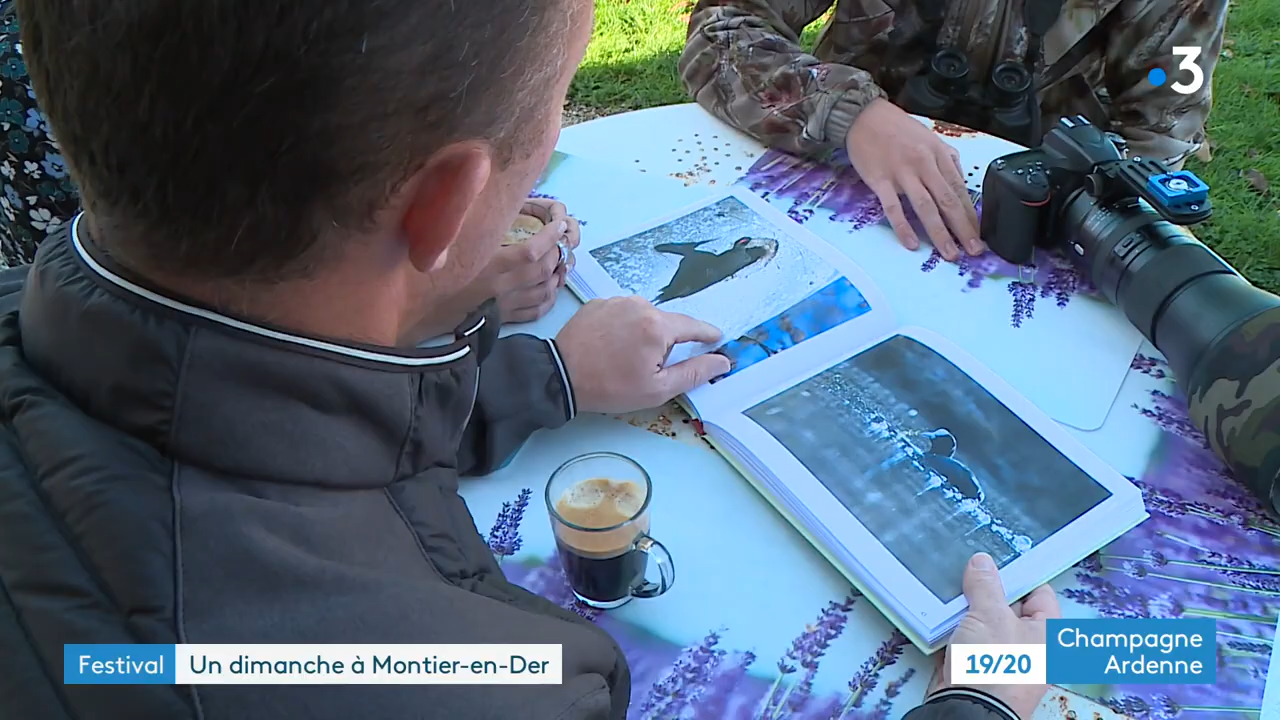 3
Festival
Un dimanche à Montier-en-Der
19/20
Champagne
Ardenne